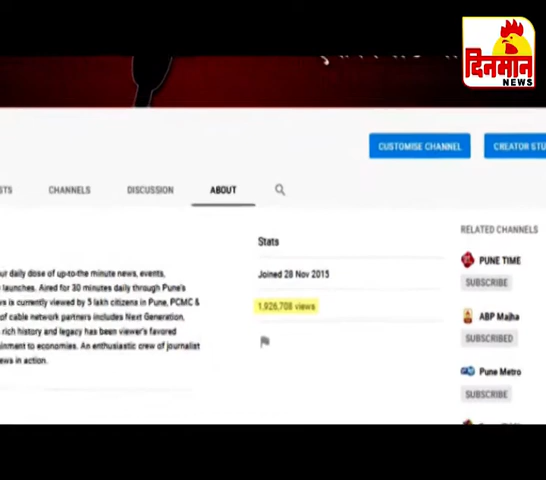 दिनमान
NEWS
CUSTOMISE CHANNEL
CREATOR STU
STS
CHANNELS
DISCUSSION
ABOUT
RELATED CHANNELS
Stats
PUNE TIME
ur daily dose of up-to-the minute news, events,
Joined 28 Nov 2015
SUBSCRIBE
launches. Aired for 30 minutes daily through Pune's
ws is currently viewed by 5 lakh citizens in Pune, PCMC &
1,926,708 views
of cable network partners includes Next Generation,
ABP Majha
rich history and legacy has been viewer's favored
SUBSCRIBED
inment to economies. An enthusiastic crew of journalist
ews in action.
Pune Metro
SUBSCRIBE